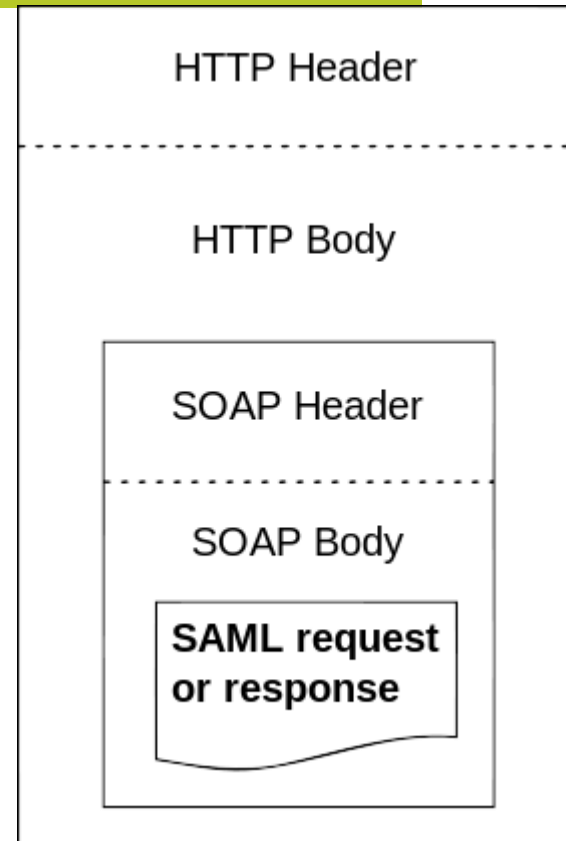 HTTP Header
HTTP Body
SOAP Header
SOAP Body
SAML request
or response